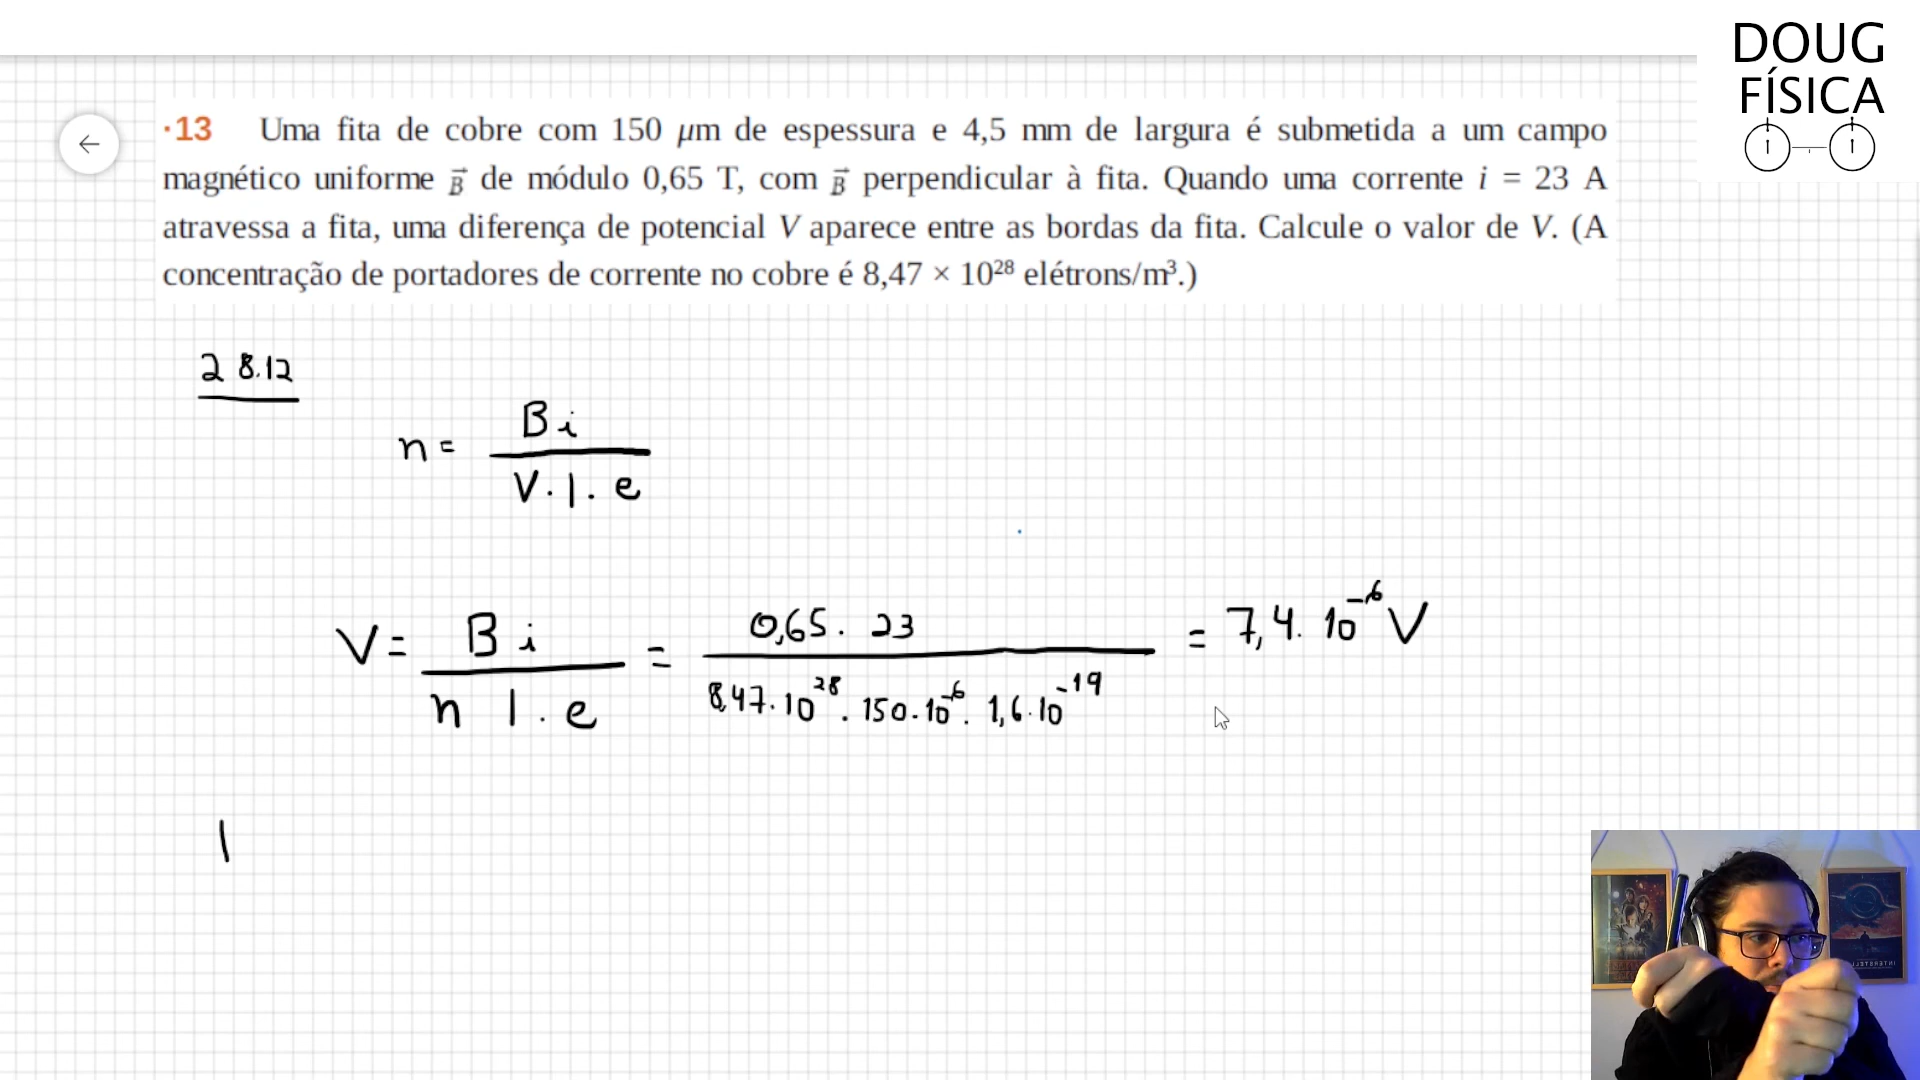 DOUG
FÍSICA
·13 Uma fita de cobre com 150 μm de espessura e 4,5 mm de largura é submetida a um campo
magnético uniforme B⃗ de módulo 0,65 T, com B⃗ perpendicular à fita. Quando uma corrente i = 23 A
atravessa a fita, uma diferença de potencial V aparece entre as bordas da fita. Calcule o valor de V. (A
concentração de portadores de corrente no cobre é 8,47 × 10²⁸ elétrons/m³.)
28.12
n = Bi / V.l.e
V = Bi / n l.e = 0,65. 23 / 8,47.10²⁸. 150.10⁻⁶. 1,6.10⁻¹⁹ = 7,4. 10⁻⁶ V
l